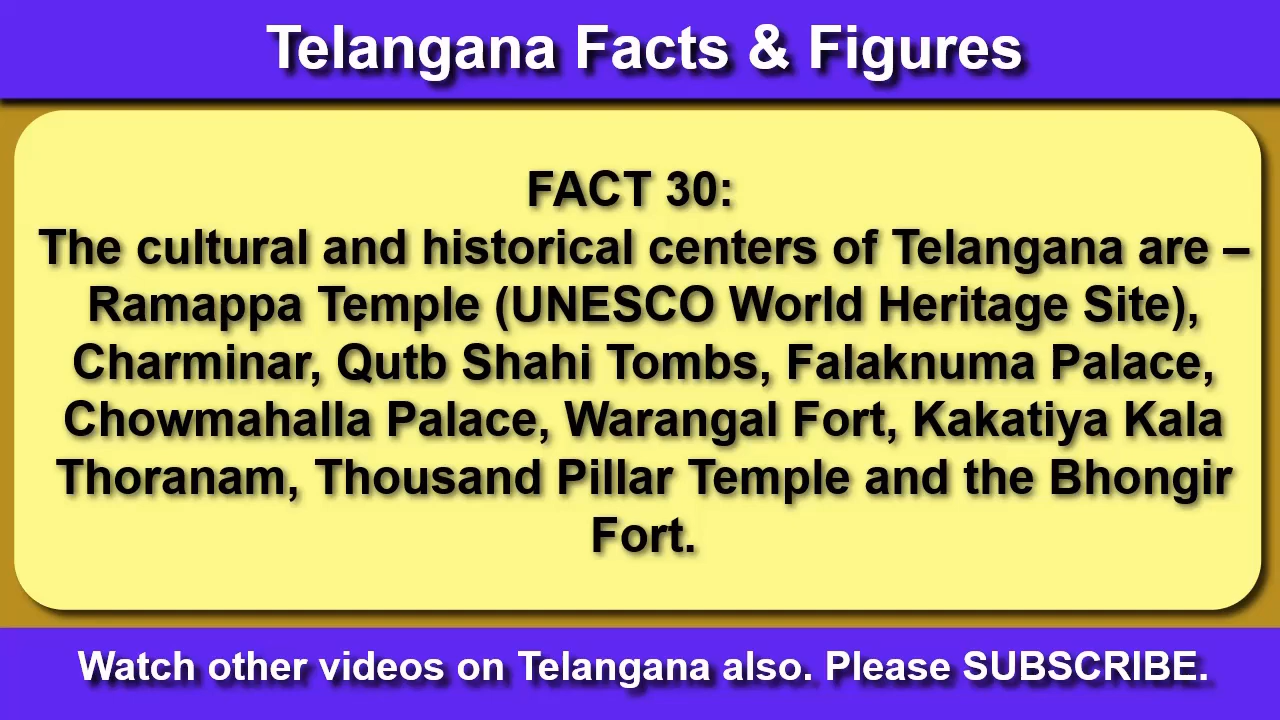 Telangana Facts & Figures
FACT 30:
The cultural and historical centers of Telangana are –
Ramappa Temple (UNESCO World Heritage Site),
Charminar, Qutb Shahi Tombs, Falaknuma Palace,
Chowmahalla Palace, Warangal Fort, Kakatiya Kala
Thoranam, Thousand Pillar Temple and the Bhongir
Fort.
Watch other videos on Telangana also. Please SUBSCRIBE.